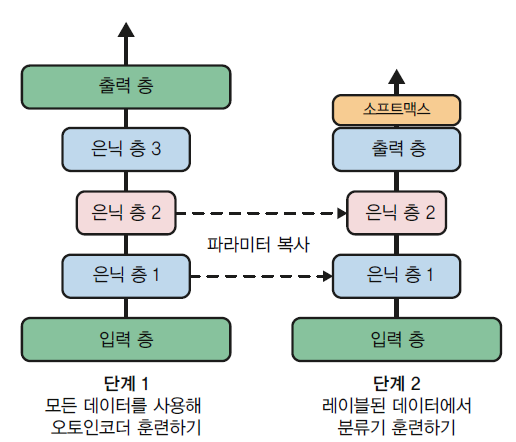 출력 층
은닉 층 3
은닉 층 2
은닉 층 1
입력 층
파라미터 복사
소프트맥스
출력 층
은닉 층 2
은닉 층 1
입력 층
단계 1
모든 데이터를 사용해
오토인코더 훈련하기
단계 2
레이블된 데이터에서
분류기 훈련하기